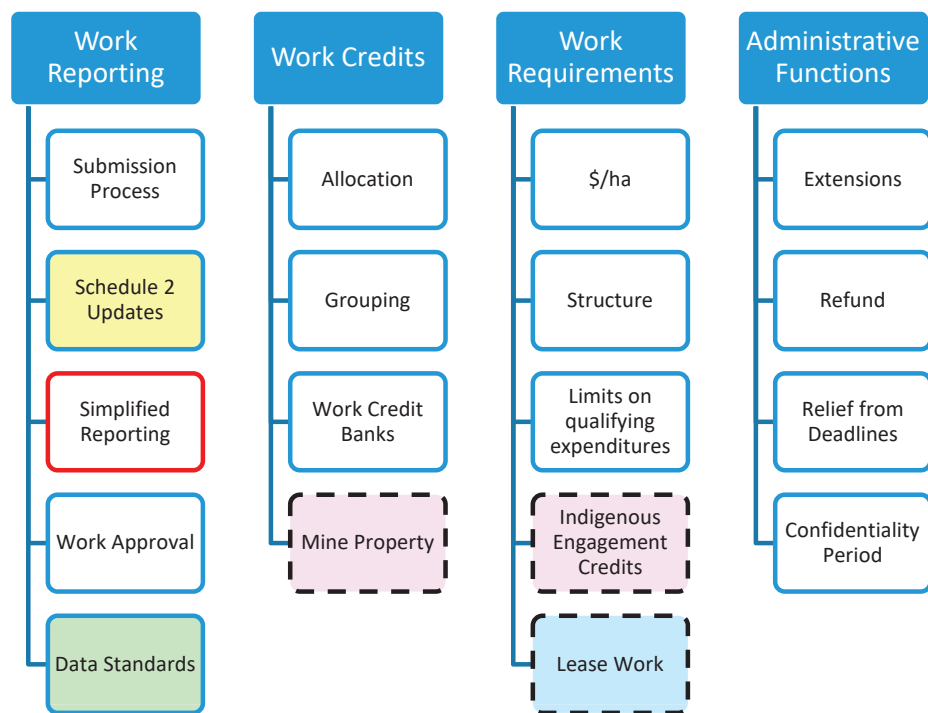 Work
Reporting
Submission
Process
Schedule 2
Updates
Simplified
Reporting
Work Approval
Data Standards
Work Credits
Allocation
Grouping
Work Credit
Banks
Mine Property
Work
Requirements
$/ha
Structure
Limits on
qualifying
expenditures
Indigenous
Engagement
Credits
Lease Work
Administrative
Functions
Extensions
Refund
Relief from
Deadlines
Confidentiality
Period